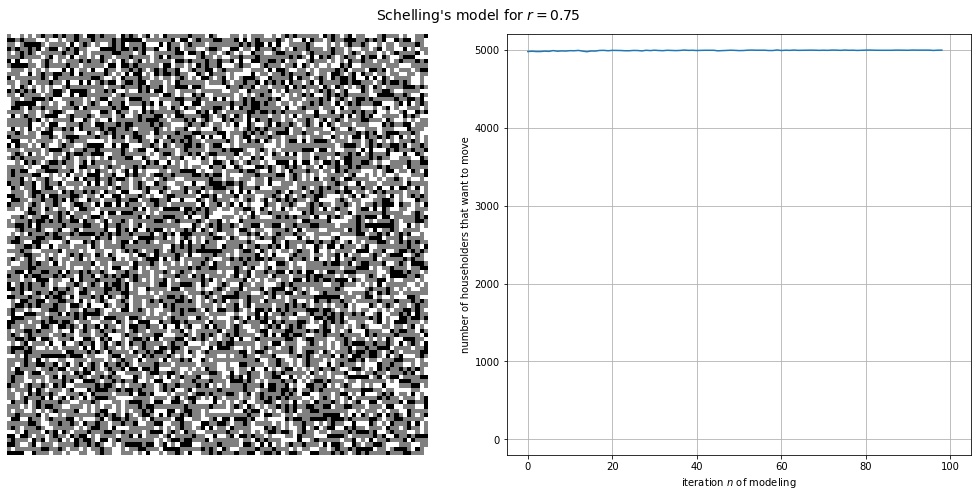 Schelling's model for r = 0.75
number of householders that want to move
5000
4000
3000
2000
1000
0
0 20 40 60 80 100
iteration n of modeling